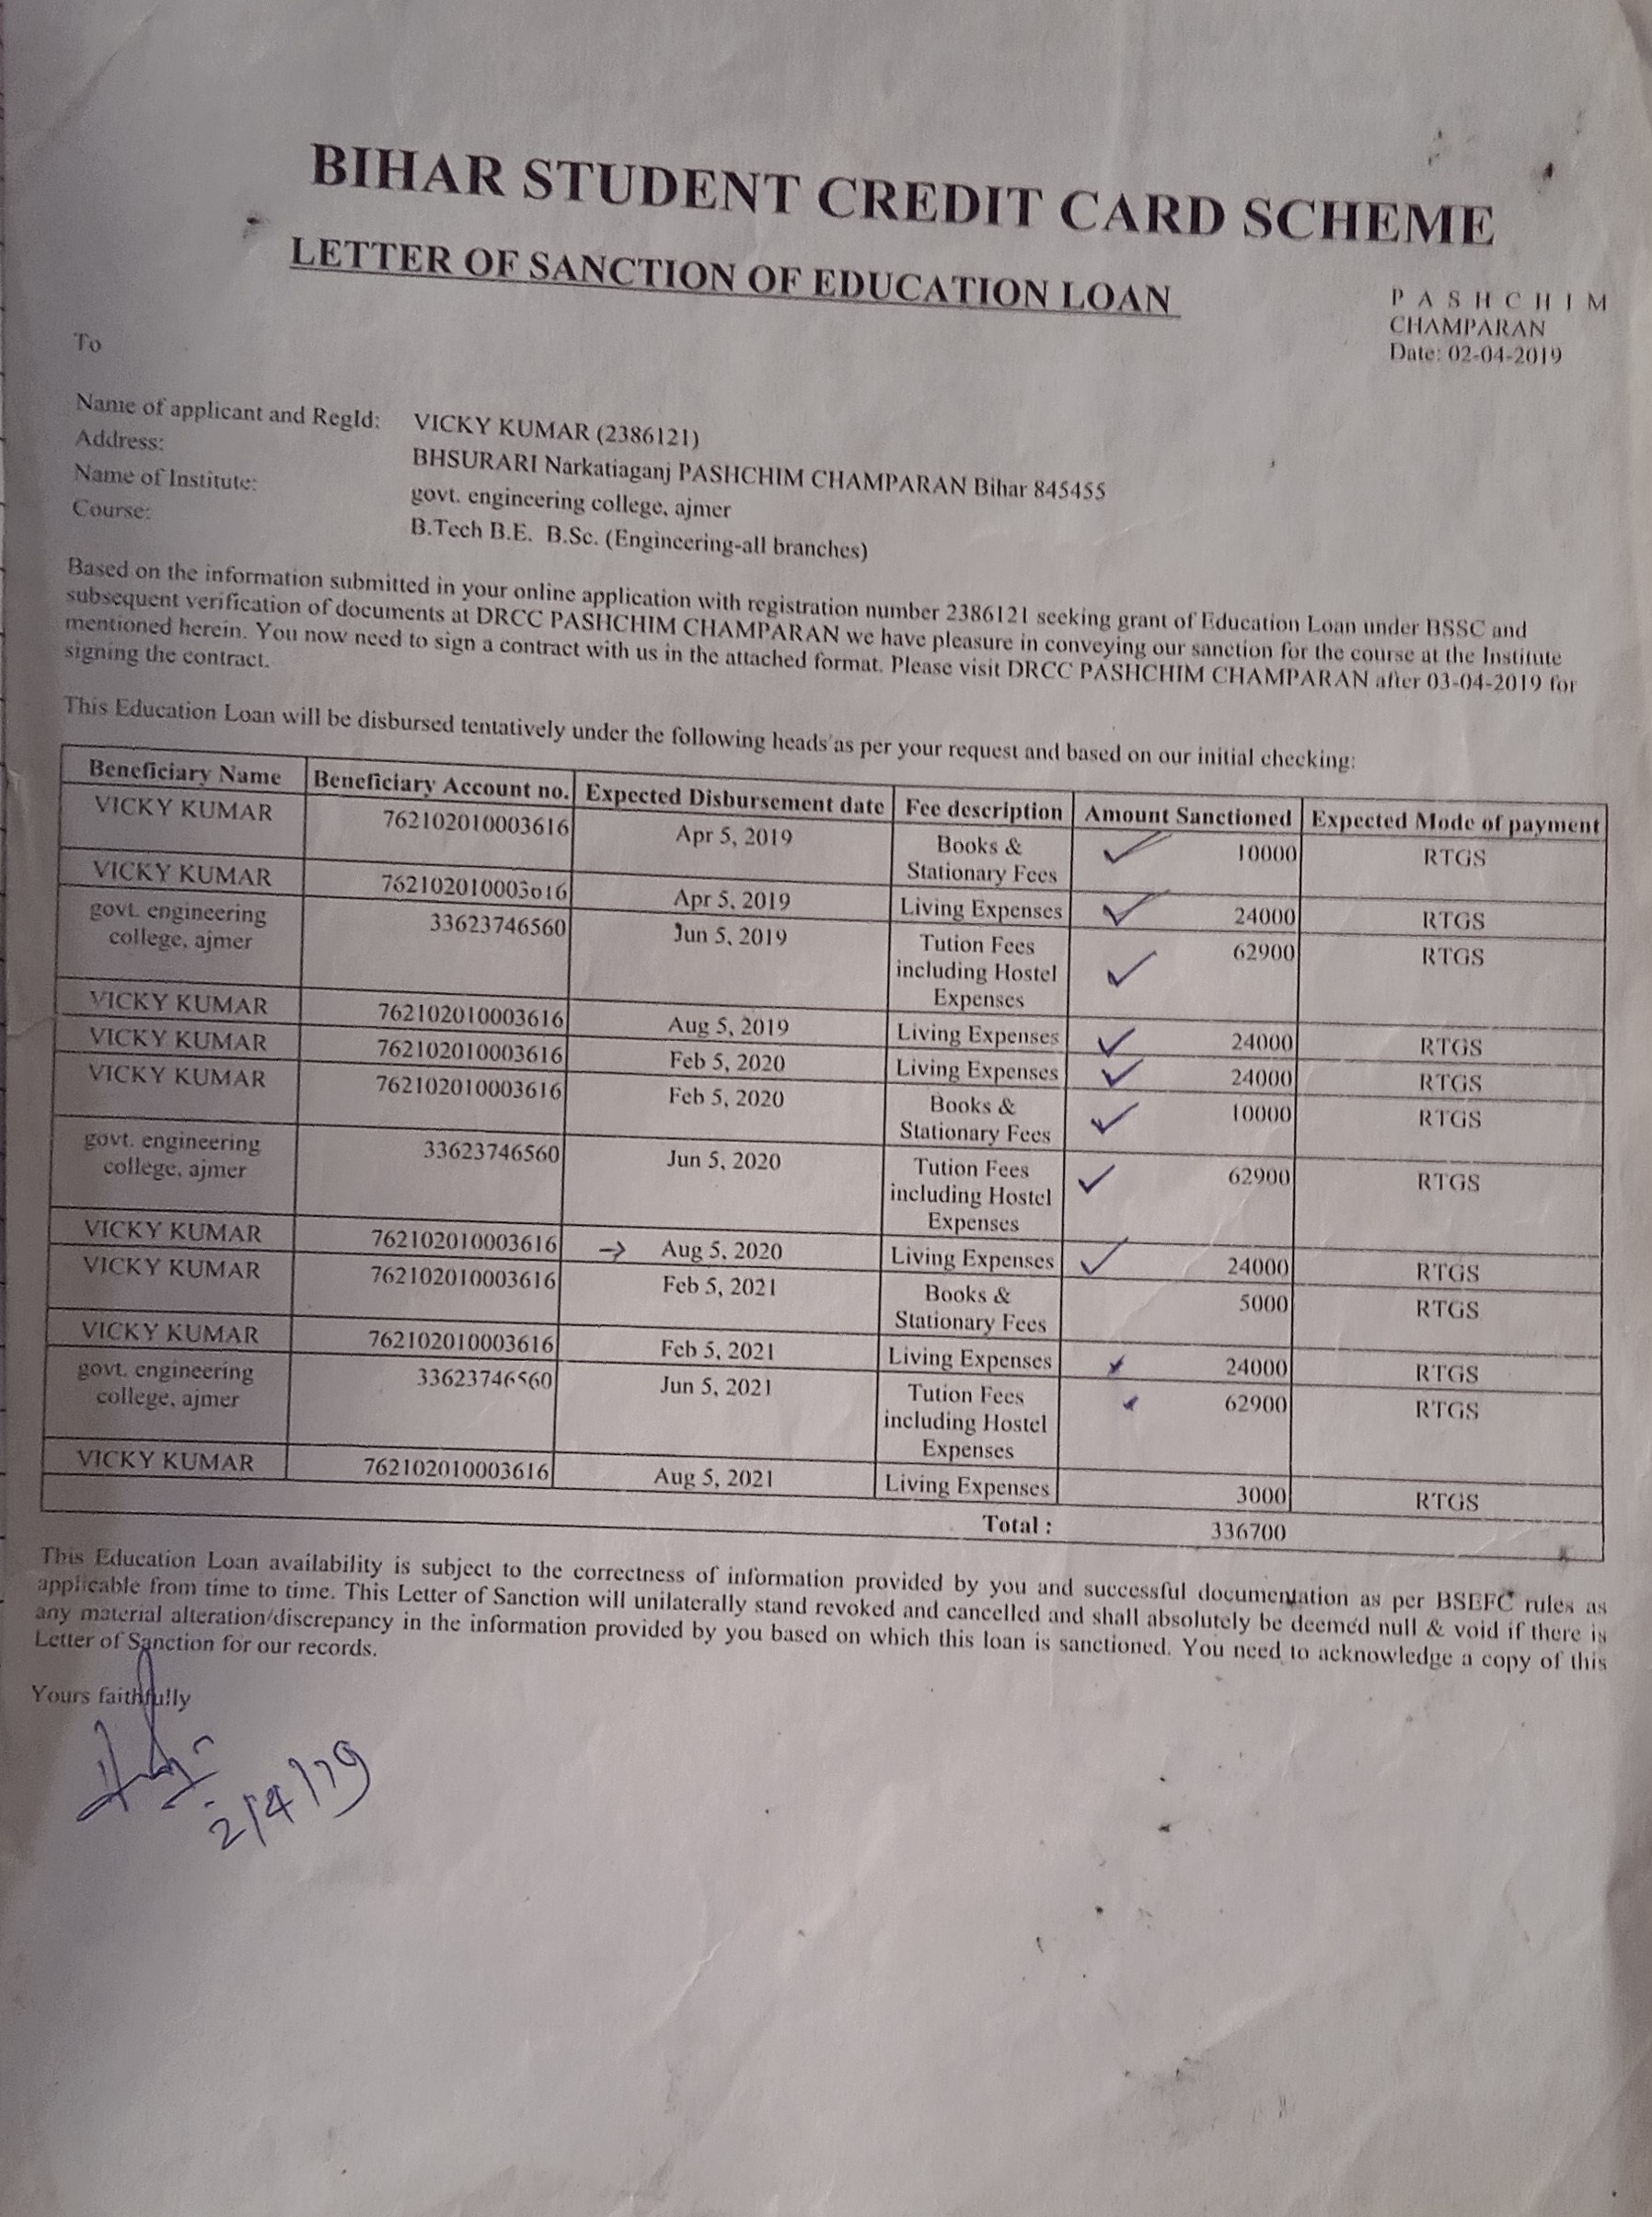 BIHAR STUDENT CREDIT CARD SCHEME
LETTER OF SANCTION OF EDUCATION LOAN
P A S H C H I M
CHAMPARAN
Date: 02-04-2019
To
Name of applicant and RegId: VICKY KUMAR (2386121)
Address: BHSURARI Narkatiaganj PASHCHIM CHAMPARAN Bihar 845455
Name of Institute: govt. engineering college, ajmer
Course: B.Tech B.E. B.Sc. (Engineering-all branches)
Based on the information submitted in your online application with registration number 2386121 seeking grant of Education Loan under BSSC and
subsequent verification of documents at DRCC PASHCHIM CHAMPARAN we have pleasure in conveying our sanction for the course at the Institute
mentioned herein. You now need to sign a contract with us in the attached format. Please visit DRCC PASHCHIM CHAMPARAN after 03-04-2019 for
signing the contract.
This Education Loan will be disbursed tentatively under the following heads as per your request and based on our initial checking:
Beneficiary Name Beneficiary Account no. Expected Disbursement date Fee description Amount Sanctioned Expected Mode of payment
VICKY KUMAR 762102010003616 Apr 5, 2019 Books & 10000 RTGS
Stationary Fees
VICKY KUMAR 762102010003616 Apr 5, 2019 Living Expenses 24000 RTGS
govt. engineering 33623746560 Jun 5, 2019 Tution Fees 62900 RTGS
college, ajmer including Hostel
Expenses
VICKY KUMAR 762102010003616 Aug 5, 2019 Living Expenses 24000 RTGS
VICKY KUMAR 762102010003616 Feb 5, 2020 Living Expenses 24000 RTGS
VICKY KUMAR 762102010003616 Feb 5, 2020 Books & 10000 RTGS
Stationary Fees
govt. engineering 33623746560 Jun 5, 2020 Tution Fees 62900 RTGS
college, ajmer including Hostel
Expenses
VICKY KUMAR 762102010003616 → Aug 5, 2020 Living Expenses 24000 RTGS
VICKY KUMAR 762102010003616 Feb 5, 2021 Books & 5000 RTGS
Stationary Fees
VICKY KUMAR 762102010003616 Feb 5, 2021 Living Expenses 24000 RTGS
govt. engineering 33623746560 Jun 5, 2021 Tution Fees 62900 RTGS
college, ajmer including Hostel
Expenses
VICKY KUMAR 762102010003616 Aug 5, 2021 Living Expenses 3000 RTGS
Total : 336700
This Education Loan availability is subject to the correctness of information provided by you and successful documentation as per BSEFC rules as
applicable from time to time. This Letter of Sanction will unilaterally stand revoked and cancelled and shall absolutely be deemed null & void if there is
any material alteration/discrepancy in the information provided by you based on which this loan is sanctioned. You need to acknowledge a copy of this
Letter of Sanction for our records.
Yours faithfully
2/4/19